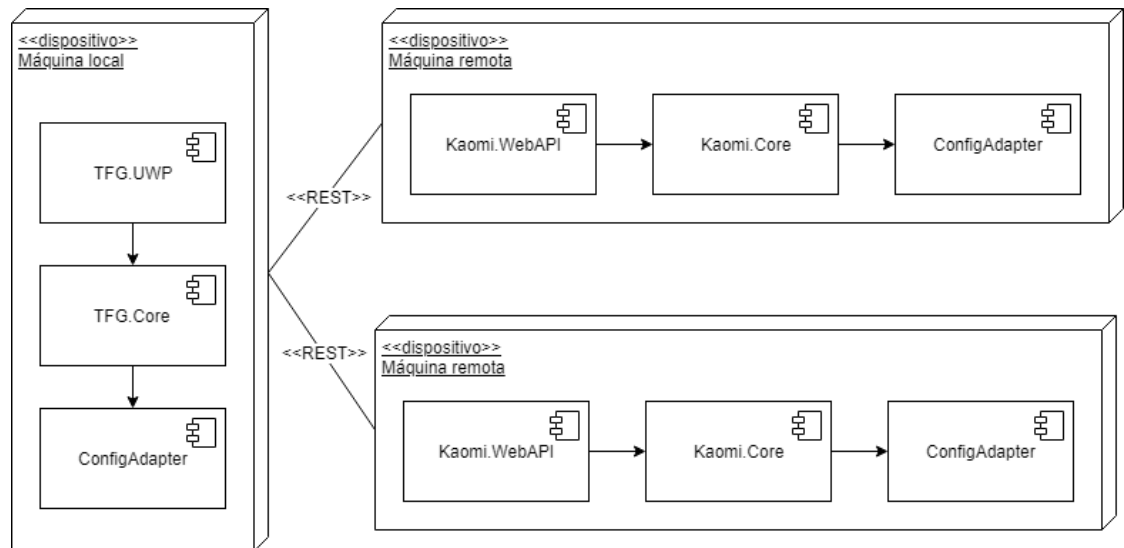 <<dispositivo>>
Máquina local
TFG.UWP
TFG.Core
ConfigAdapter
<<REST>>
<<REST>>
<<dispositivo>>
Máquina remota
Kaomi.WebAPI
Kaomi.Core
ConfigAdapter
<<dispositivo>>
Máquina remota
Kaomi.WebAPI
Kaomi.Core
ConfigAdapter